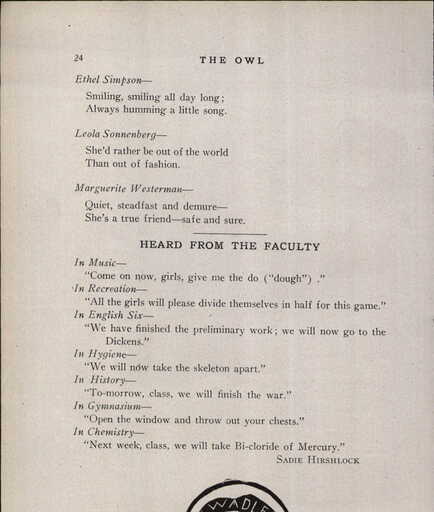 24
THE OWL
Ethel Simpson—
Smiling, smiling all day long;
Always humming a little song.
Leola Sonnenberg—
She'd rather be out of the world
Than out of fashion.
Marguerite Westerman—
Quiet, steadfast and demure—
She's a true friend—safe and sure.
HEARD FROM THE FACULTY
In Music—
"Come on now, girls, give me the do ("dough") ."
In Recreation—
"All the girls will please divide themselves in half for this game."
In English Six—
"We have finished the preliminary work; we will now go to the
Dickens."
In Hygiene—
"We will now take the skeleton apart."
In History—
"To-morrow, class, we will finish the war."
In Gymnasium—
"Open the window and throw out your chests."
In Chemistry—
"Next week, class, we will take Bi-cloride of Mercury."
SADIE HIRSHLOCK
WADLE